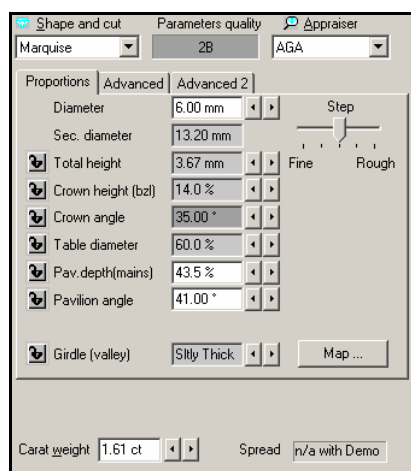 Shape and cut Parameters quality Appraiser
Marquise 2B AGA
Proportions Advanced Advanced 2
Diameter 6.00 mm Step
Sec. diameter 13.20 mm
Total height 3.67 mm Fine Rough
Crown height (bzl) 14.0 %
Crown angle 35.00 °
Table diameter 60.0 %
Pav.depth(mains) 43.5 %
Pavilion angle 41.00 °
Girdle (valley) Sltly Thick Map ...
Carat weight 1.61 ct Spread n/a with Demo